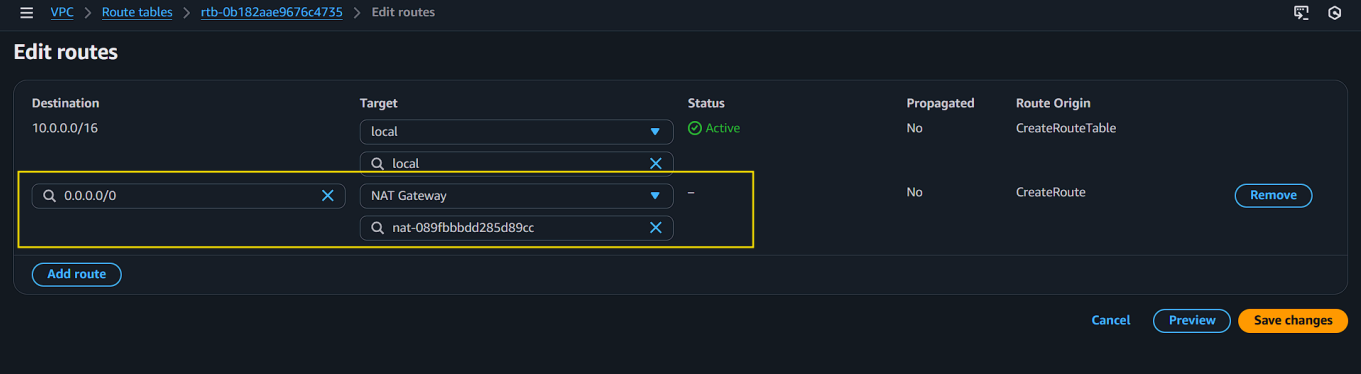 VPC > Route tables > rtb-0b182aae9676c4735 > Edit routes
Edit routes
Destination Target Status Propagated Route Origin
10.0.0.0/16 local Active No CreateRouteTable
local
0.0.0.0/0 NAT Gateway – No CreateRoute Remove
nat-089fbbbdd285d89cc
Add route
Cancel Preview Save changes